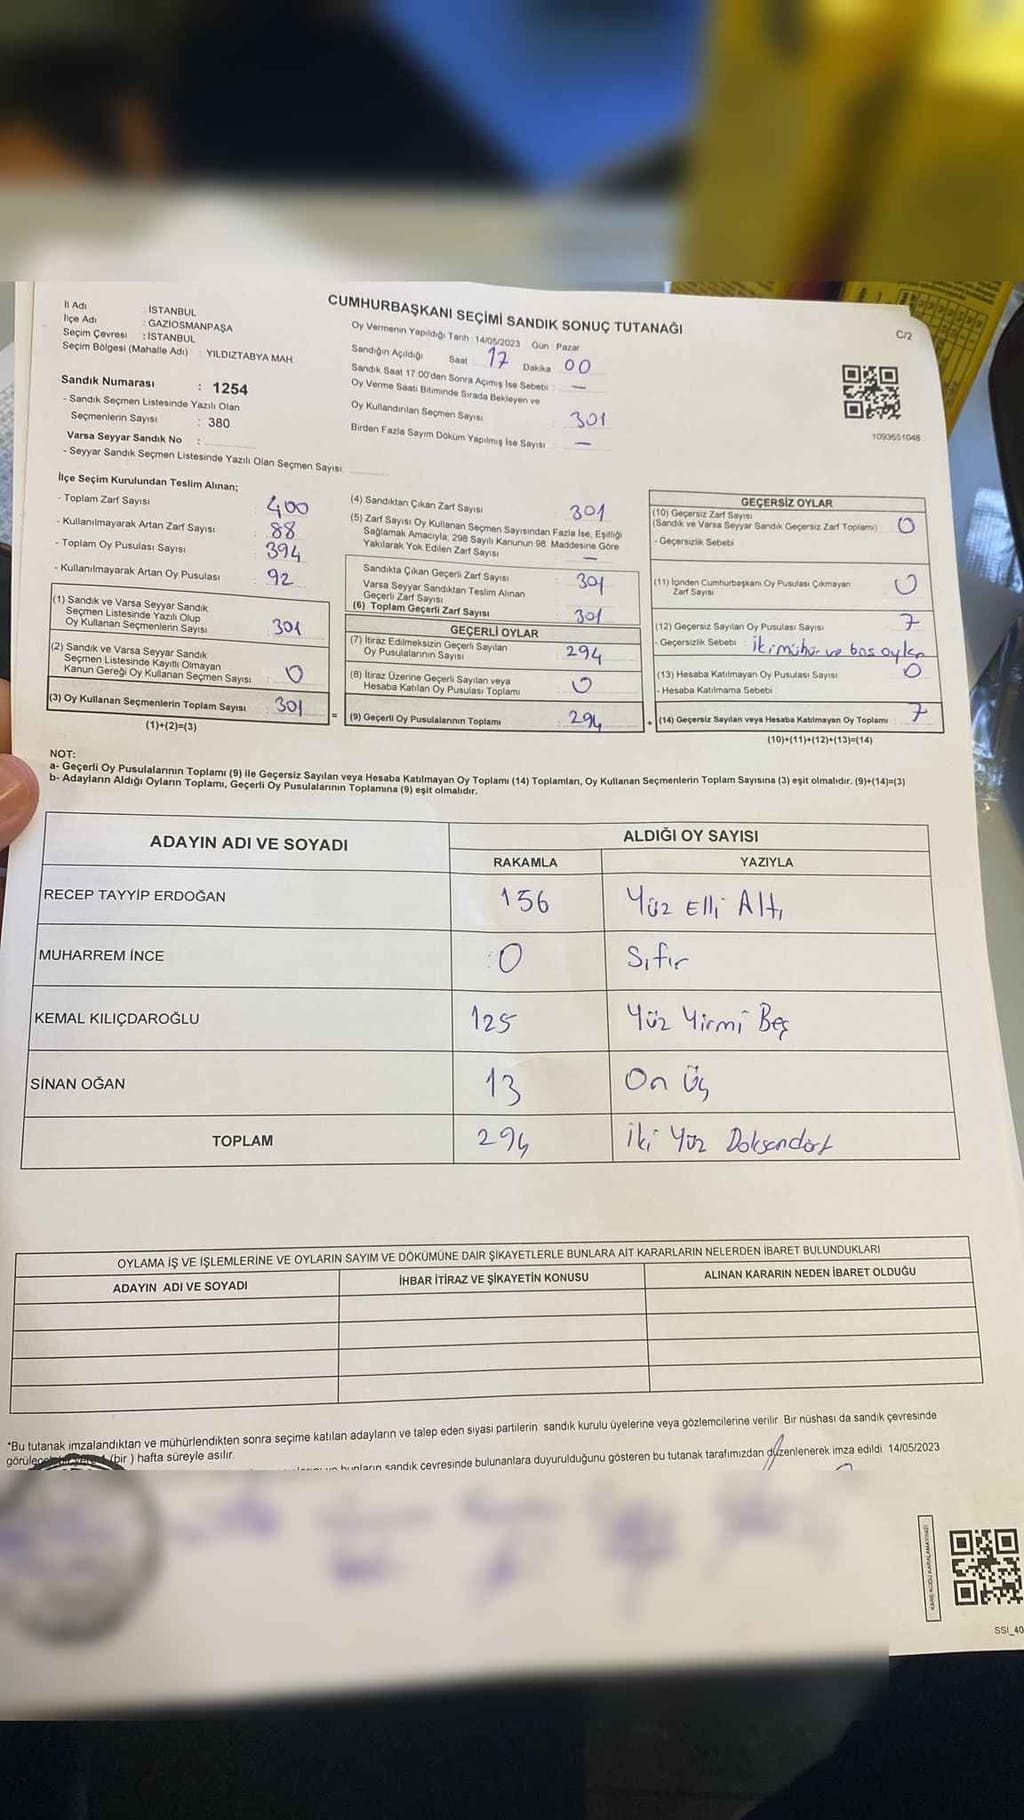 CUMHURBAŞKANI SEÇİMİ SANDIK SONUÇ TUTANAĞI
C/2
İl Adı : İSTANBUL
İlçe Adı : GAZİOSMANPAŞA
Seçim Çevresi : İSTANBUL
Seçim Bölgesi (Mahalle Adı) : YILDIZTABYA MAH.
Sandık Numarası : 1254
- Sandık Seçmen Listesinde Yazılı Olan
Seçmenlerin Sayısı : 380
Varsa Seyyar Sandık No :
- Seyyar Sandık Seçmen Listesinde Yazılı Olan Seçmen Sayısı
Oy Vermenin Yapıldığı Tarih : 14/05/2023 Gün : Pazar
Sandığın Açıldığı Saat 17 Dakika 00
Sandık Saat 17:00'den Sonra Açımış İse Sebebi : —
Oy Verme Saati Bitiminde Sırada Bekleyen ve
Oy Kullandırılan Seçmen Sayısı 301
Birden Fazla Sayım Döküm Yapılmış İse Sayısı —
1093651048
İlçe Seçim Kurulundan Teslim Alınan;
- Toplam Zarf Sayısı 400
- Kullanılmayarak Artan Zarf Sayısı : 88
- Toplam Oy Pusulası Sayısı : 394
- Kullanılmayarak Artan Oy Pusulası : 92
(1) Sandık ve Varsa Seyyar Sandık
Seçmen Listesinde Yazılı Olup
Oy Kullanan Seçmenlerin Sayısı : 301
(2) Sandık ve Varsa Seyyar Sandık
Seçmen Listesinde Kayıtlı Olmayan
Kanun Gereği Oy Kullanan Seçmen Sayısı : 0
(3) Oy Kullanan Seçmenlerin Toplam Sayısı : 301
(1)+(2)=(3)
(4) Sandıktan Çıkan Zarf Sayısı : 301
(5) Zarf Sayısı Oy Kullanan Seçmen Sayısından Fazla İse, Eşitliği
Sağlamak Amacıyla; 298 Sayılı Kanunun 98. Maddesine Göre
Yakılarak Yok Edilen Zarf Sayısı —
Sandıkta Çıkan Geçerli Zarf Sayısı 301
Varsa Seyyar Sandıktan Teslim Alınan
Geçerli Zarf Sayısı
(6) Toplam Geçerli Zarf Sayısı 301
GEÇERLİ OYLAR
(7) İtiraz Edilmeksizin Geçerli Sayılan
Oy Pusulalarının Sayısı : 294
(8) İtiraz Üzerine Geçerli Sayılan veya
Hesaba Katılan Oy Pusulası Toplamı : 0
= (9) Geçerli Oy Pusulalarının Toplamı : 294
GEÇERSİZ OYLAR
(10) Geçersiz Zarf Sayısı
(Sandık ve Varsa Seyyar Sandık Geçersiz Zarf Toplamı) 0
- Geçersizlik Sebebi
(11) İçinden Cumhurbaşkanı Oy Pusulası Çıkmayan
Zarf Sayısı 0
(12) Geçersiz Sayılan Oy Pusulası Sayısı 7
- Geçersizlik Sebebi : İki mühür ve boş oylar
(13) Hesaba Katılmayan Oy Pusulası Sayısı 0
- Hesaba Katılmama Sebebi
+ (14) Geçersiz Sayılan veya Hesaba Katılmayan Oy Toplamı 7
(10)+(11)+(12)+(13)=(14)
NOT:
a- Geçerli Oy Pusulalarının Toplamı (9) ile Geçersiz Sayılan veya Hesaba Katılmayan Oy Toplamı (14) Toplamları, Oy Kullanan Seçmenlerin Toplam Sayısına (3) eşit olmalıdır. (9)+(14)=(3)
b- Adayların Aldığı Oyların Toplamı, Geçerli Oy Pusulalarının Toplamına (9) eşit olmalıdır.
ADAYIN ADI VE SOYADI ALDIĞI OY SAYISI
RAKAMLA YAZIYLA
RECEP TAYYİP ERDOĞAN 156 Yüz Elli Altı
MUHARREM İNCE :0 Sıfır
KEMAL KILIÇDAROĞLU 125 Yüz Yirmi Beş
SİNAN OĞAN 13 On Üç
TOPLAM 294 İki Yüz Doksandört
OYLAMA İŞ VE İŞLEMLERİNE VE OYLARIN SAYIM VE DÖKÜMÜNE DAİR ŞİKAYETLERLE BUNLARA AİT KARARLARIN NELERDEN İBARET BULUNDUKLARI
ADAYIN ADI VE SOYADI İHBAR İTİRAZ VE ŞİKAYETİN KONUSU ALINAN KARARIN NEDEN İBARET OLDUĞU
*Bu tutanak imzalandıktan ve mühürlendikten sonra seçime katılan adayların ve talep eden siyasi partilerin sandık kurulu üyelerine veya gözlemcilerine verilir. Bir nüshası da sandık çevresinde
(bir ) hafta süreyle asılır.
bunların sandık çevresinde bulunanlara duyurulduğunu gösteren bu tutanak tarafımızdan düzenlenerek imza edildi. 14/05/2023
SSI_40